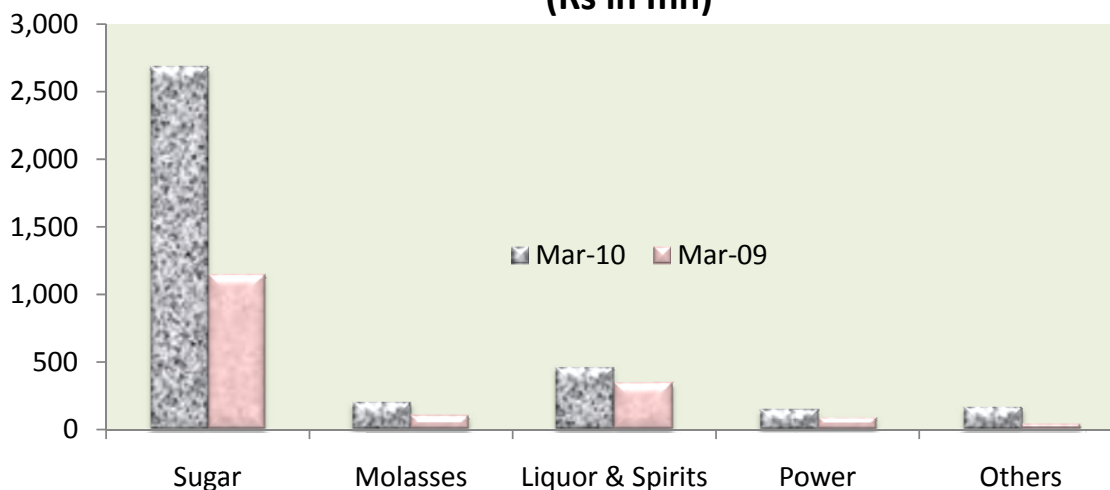 (Rs in mn)
3,000
2,500
2,000
1,500
1,000
500
0
Mar-10 Mar-09
Sugar Molasses Liquor & Spirits Power Others